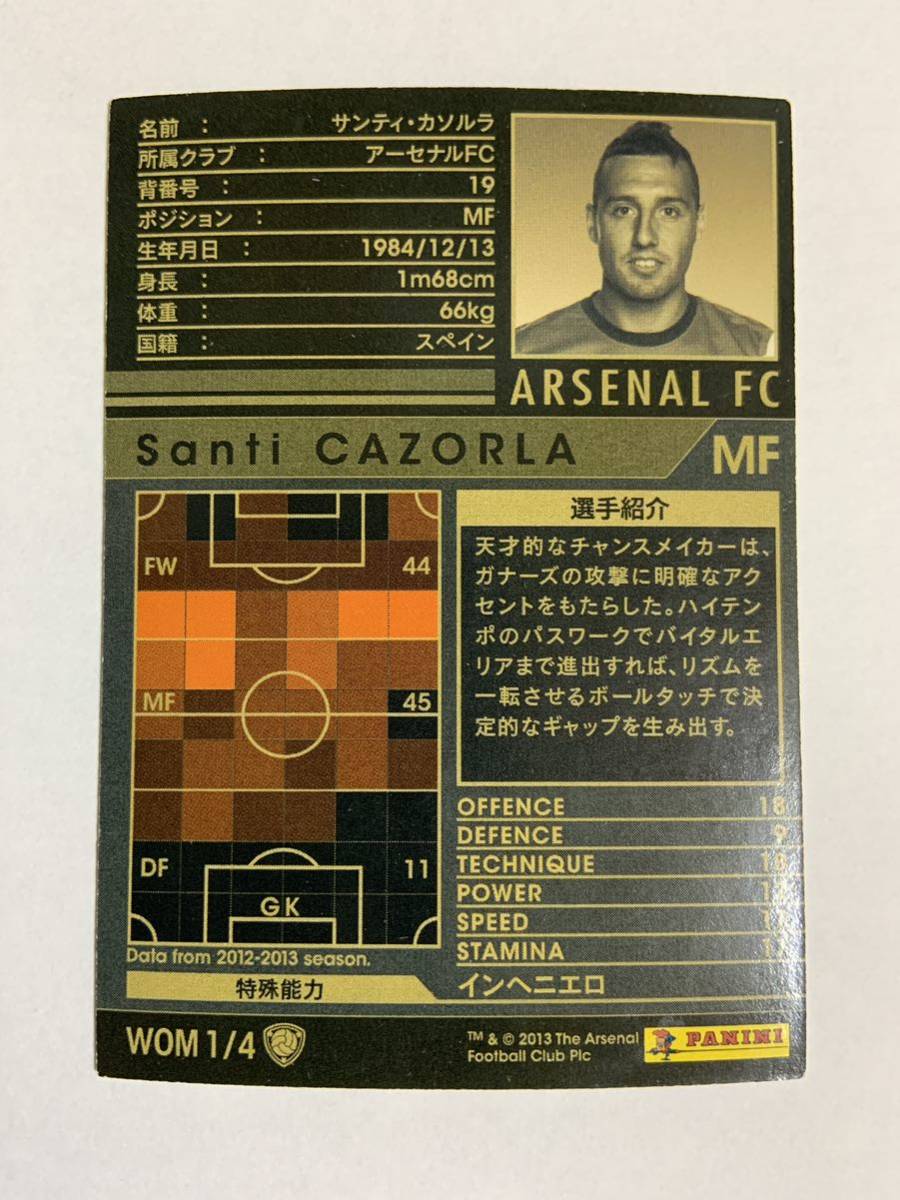 名前 : サンティ・カソルラ
所属クラブ : アーセナルFC
背番号 : 19
ポジション : MF
生年月日 : 1984/12/13
身長 : 1m68cm
体重 : 66kg
国籍 : スペイン
ARSENAL FC
Santi CAZORLA MF
FW 44
MF 45
DF 11
GK
Data from 2012-2013 season.
選手紹介
天才的なチャンスメイカーは、
ガナーズの攻撃に明確なアク
セントをもたらした。ハイテン
ポのパスワークでバイタルエ
リアまで進出すれば、リズムを
一転させるボールタッチで決
定的なギャップを生み出す。
OFFENCE 18
DEFENCE 9
TECHNIQUE
POWER
SPEED
STAMINA
特殊能力 インヘニエロ
WOM 1/4
™ & © 2013 The Arsenal
Football Club Plc
PANINI